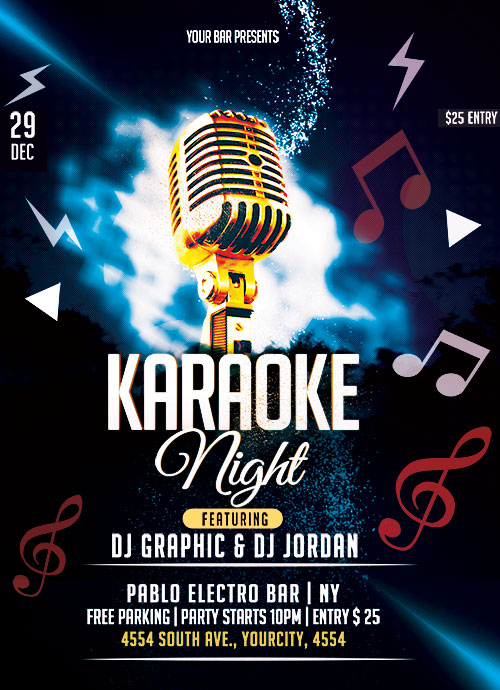 YOUR BAR PRESENTS
29
DEC
$25 ENTRY
KARAOKE
Night
FEATURING
DJ GRAPHIC & DJ JORDAN
PABLO ELECTRO BAR | NY
FREE PARKING | PARTY STARTS 10PM | ENTRY $ 25
4554 SOUTH AVE., YOURCITY, 4554